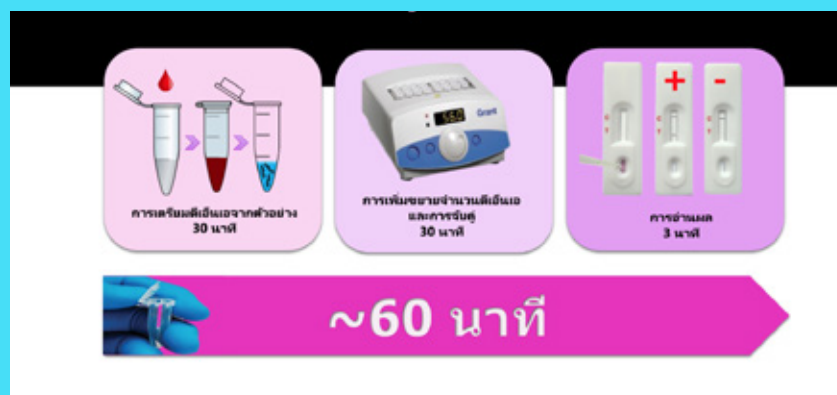 การเตรียมดีเอ็นเอจากตัวอย่าง
30 นาที
56.0
Grant
การเพิ่มขยายจำนวนดีเอ็นเอ
และการจับคู่
30 นาที
+
-
C
T
C
T
C
T
การอ่านผล
3 นาที
~60 นาที